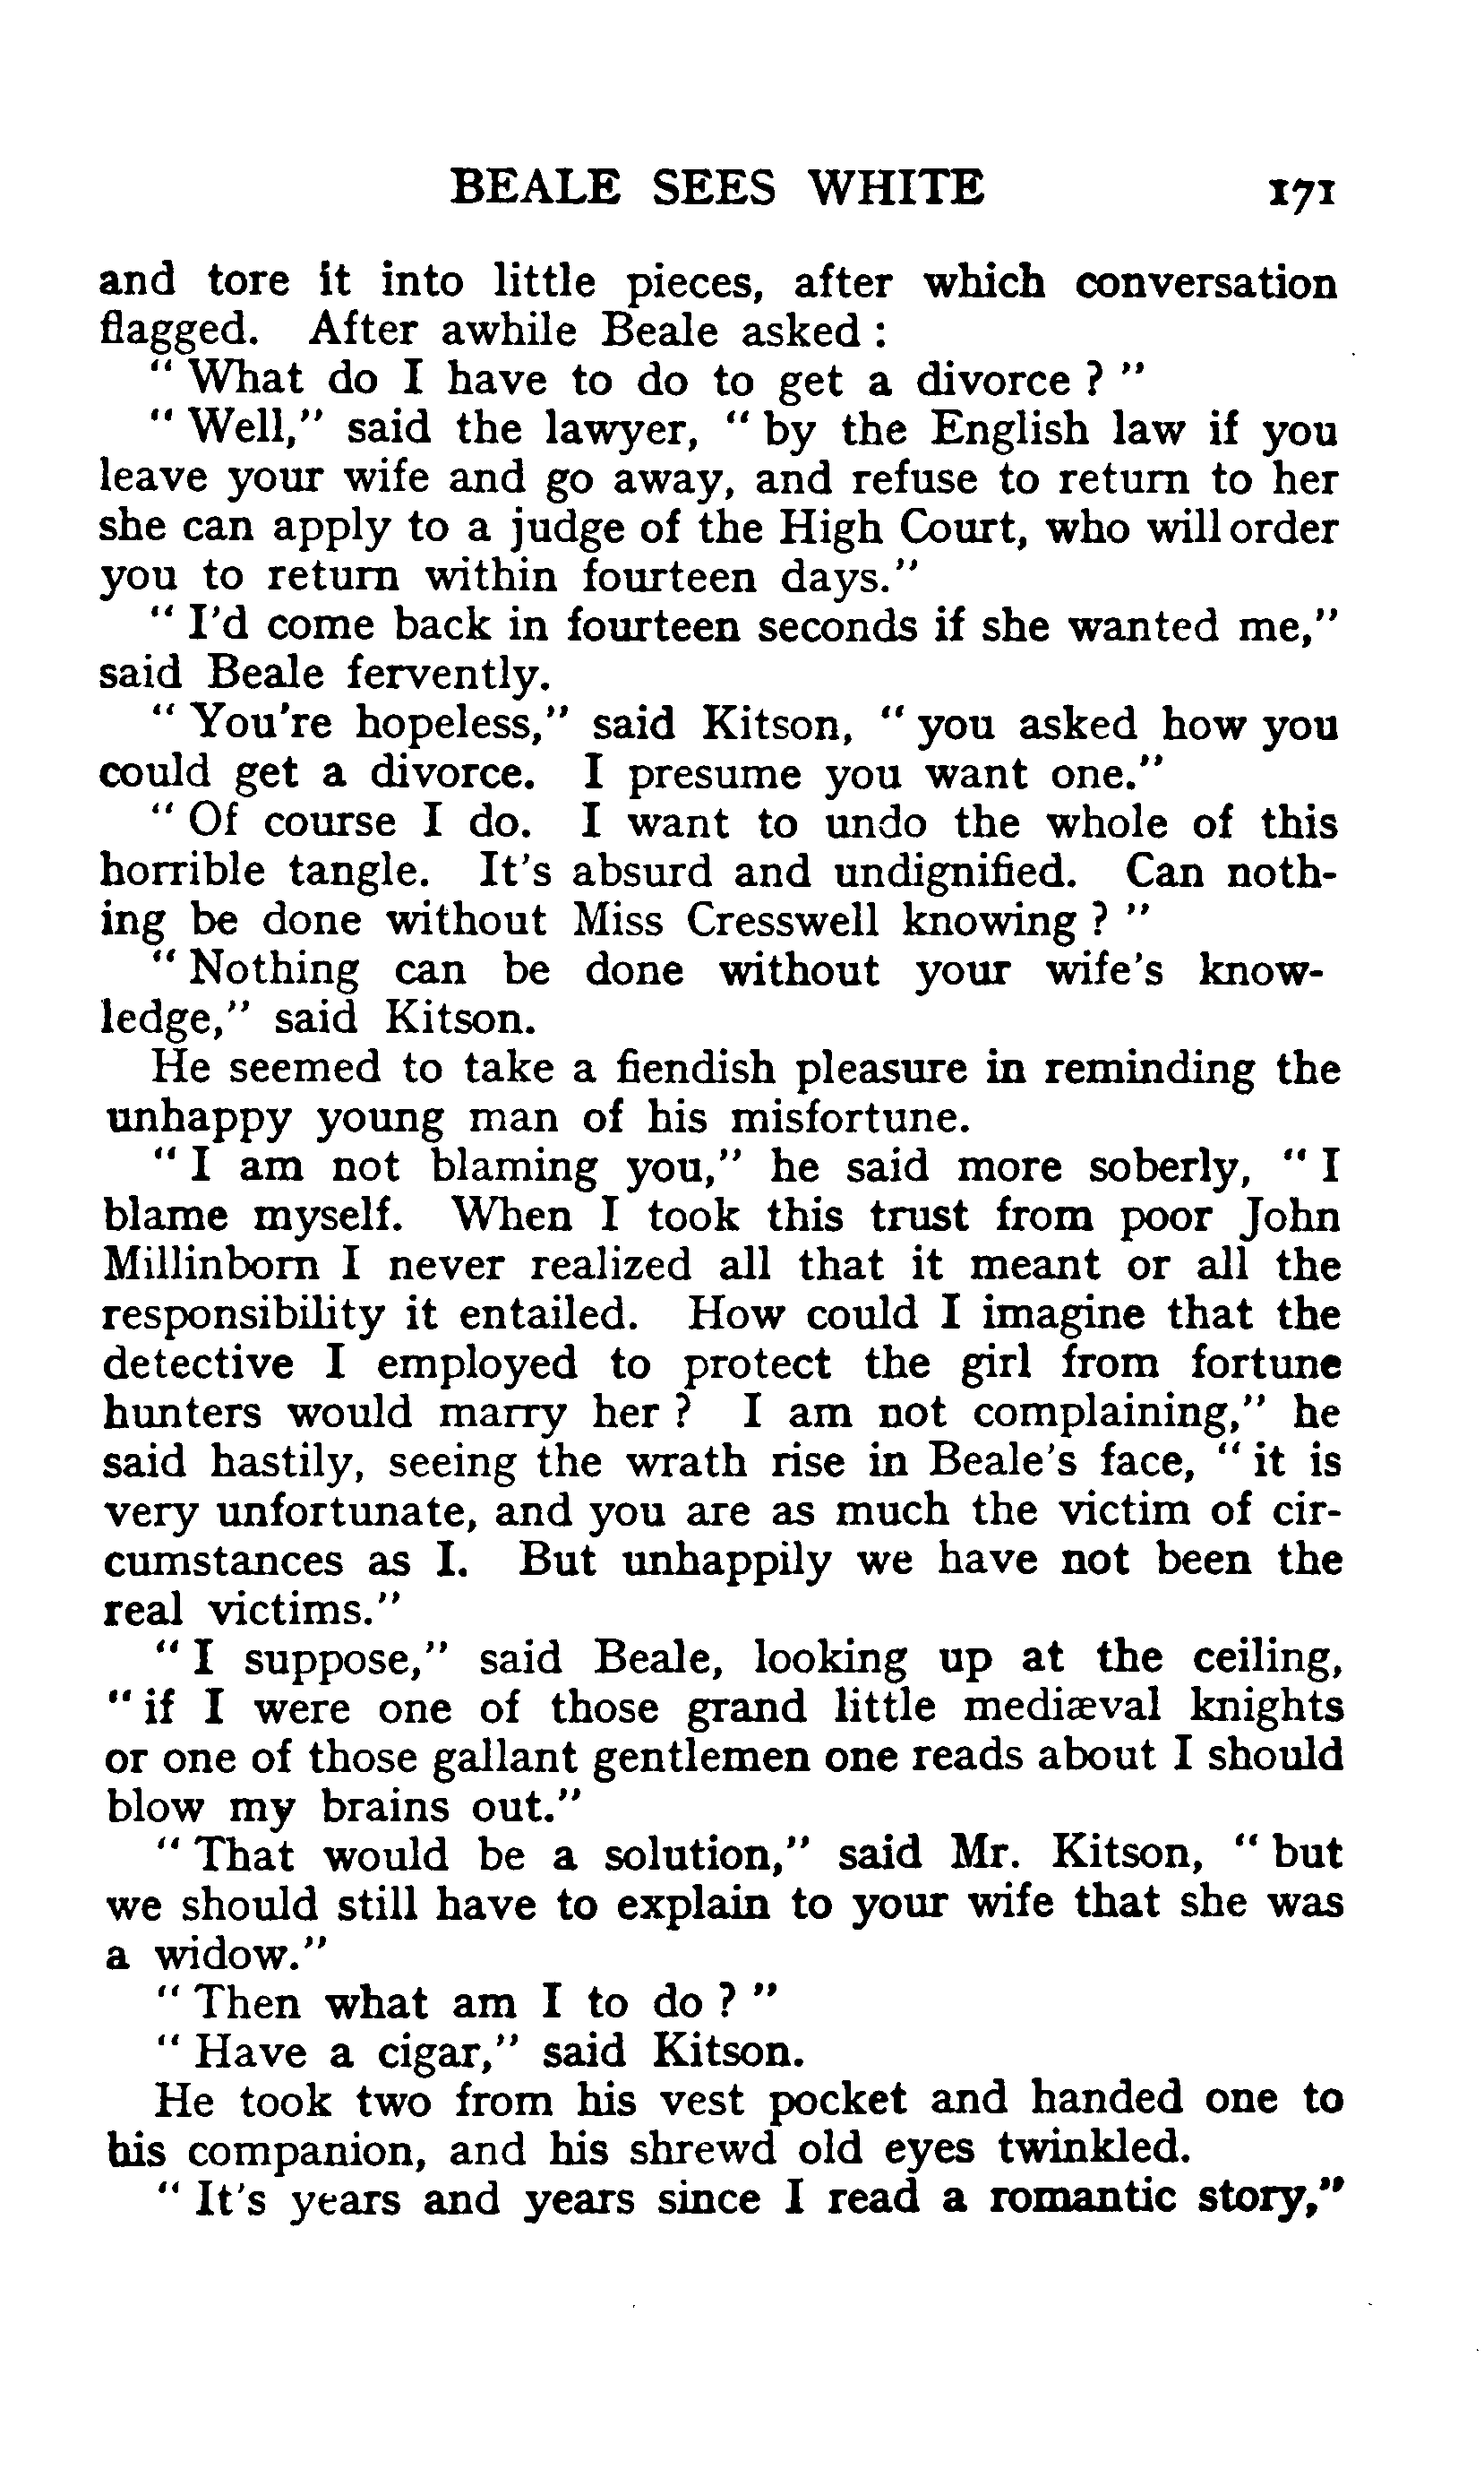 BEALE SEES WHITE 171
and tore it into little pieces, after which conversation
flagged. After awhile Beale asked :
" What do I have to do to get a divorce ? "
" Well," said the lawyer, " by the English law if you
leave your wife and go away, and refuse to return to her
she can apply to a judge of the High Court, who will order
you to return within fourteen days."
" I'd come back in fourteen seconds if she wanted me,"
said Beale fervently.
" You're hopeless," said Kitson, " you asked how you
could get a divorce. I presume you want one."
" Of course I do. I want to undo the whole of this
horrible tangle. It's absurd and undignified. Can noth-
ing be done without Miss Cresswell knowing ? "
" Nothing can be done without your wife's know-
ledge," said Kitson.
He seemed to take a fiendish pleasure in reminding the
unhappy young man of his misfortune.
" I am not blaming you," he said more soberly, " I
blame myself. When I took this trust from poor John
Millinborn I never realized all that it meant or all the
responsibility it entailed. How could I imagine that the
detective I employed to protect the girl from fortune
hunters would marry her ? I am not complaining," he
said hastily, seeing the wrath rise in Beale's face, " it is
very unfortunate, and you are as much the victim of cir-
cumstances as I. But unhappily we have not been the
real victims."
" I suppose," said Beale, looking up at the ceiling,
" if I were one of those grand little mediæval knights
or one of those gallant gentlemen one reads about I should
blow my brains out."
" That would be a solution," said Mr. Kitson, " but
we should still have to explain to your wife that she was
a widow."
" Then what am I to do ? "
" Have a cigar," said Kitson.
He took two from his vest pocket and handed one to
his companion, and his shrewd old eyes twinkled.
" It's years and years since I read a romantic story,"